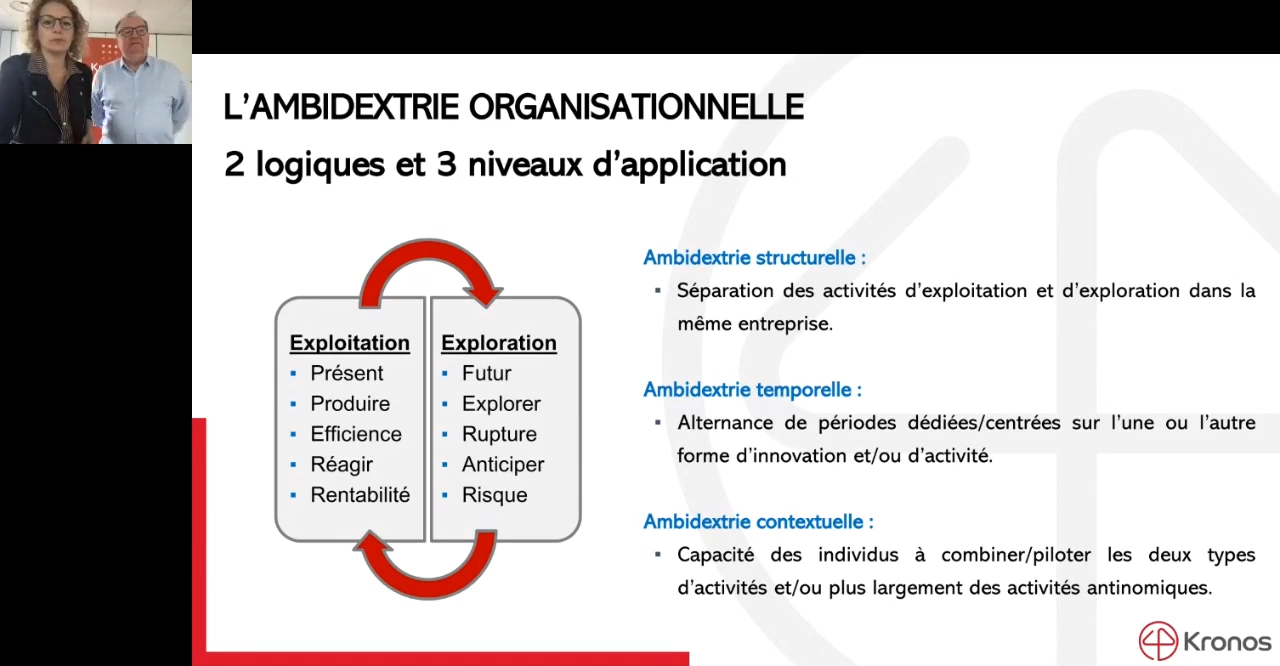 L'AMBIDEXTRIE ORGANISATIONNELLE
2 logiques et 3 niveaux d'application
Exploitation
▪ Présent
▪ Produire
▪ Efficience
▪ Réagir
▪ Rentabilité
Exploration
▪ Futur
▪ Explorer
▪ Rupture
▪ Anticiper
▪ Risque
Ambidextrie structurelle :
▪ Séparation des activités d'exploitation et d'exploration dans la
même entreprise.
Ambidextrie temporelle :
▪ Alternance de périodes dédiées/centrées sur l'une ou l'autre
forme d'innovation et/ou d'activité.
Ambidextrie contextuelle :
▪ Capacité des individus à combiner/piloter les deux types
d'activités et/ou plus largement des activités antinomiques.
Kronos